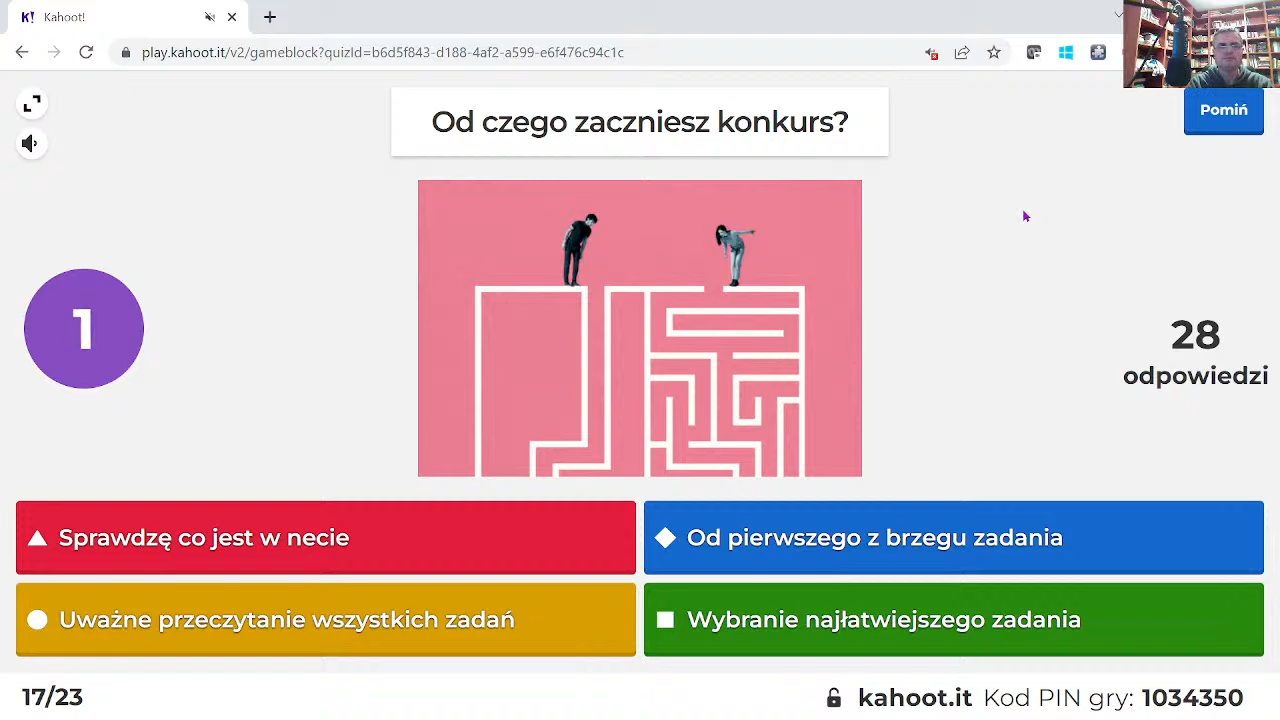 Kahoot!
play.kahoot.it/v2/gameblock?quizId=b6d5f843-d188-4af2-a599-e6f476c94c1c
Od czego zaczniesz konkurs?
Pomiń
1
28
odpowiedzi
Sprawdzę co jest w necie
Od pierwszego z brzegu zadania
Uważne przeczytanie wszystkich zadań
Wybranie najłatwiejszego zadania
17/23
kahoot.it Kod PIN gry: 1034350